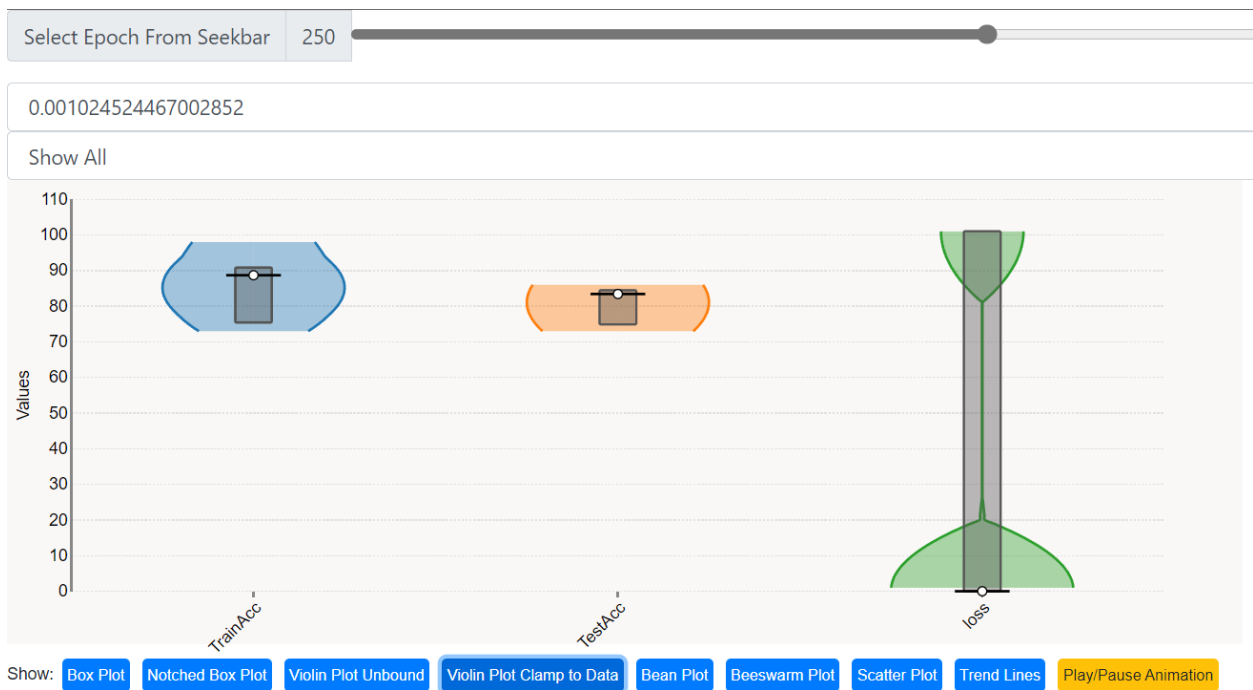 Select Epoch From Seekbar 250
0.001024524467002852
Show All
110
100
90
80
70
60
50
40
30
20
10
0
Values
TrainAcc
TestAcc
loss
Show: Box Plot Notched Box Plot Violin Plot Unbound Violin Plot Clamp to Data Bean Plot Beeswarm Plot Scatter Plot Trend Lines Play/Pause Animation